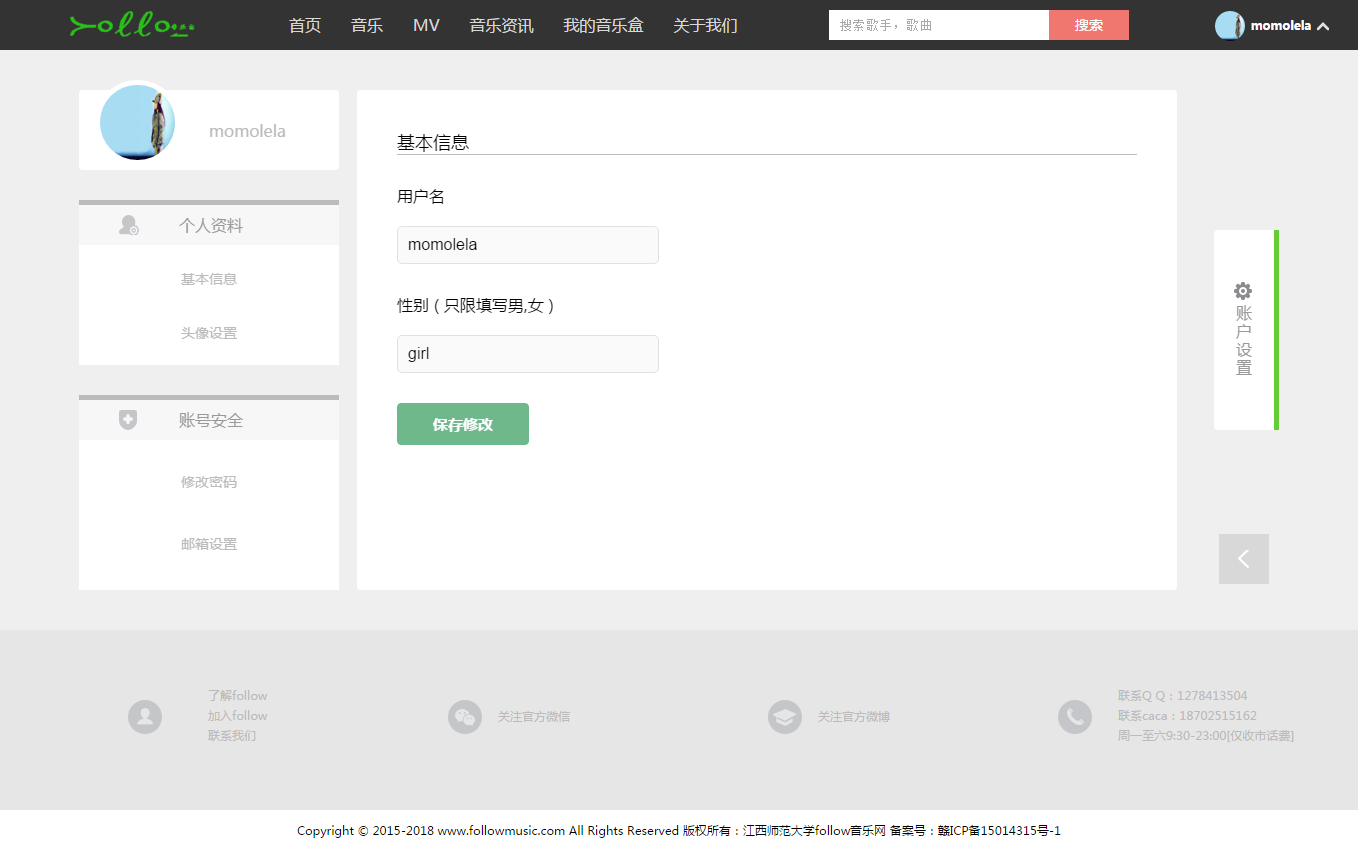 follow
首页 音乐 MV 音乐资讯 我的音乐盒 关于我们 搜索歌手，歌曲 搜索 momolela
momolela
个人资料
基本信息
头像设置
账号安全
修改密码
邮箱设置
基本信息
用户名
momolela
性别（只限填写男,女）
girl
保存修改
账户设置
了解follow
加入follow
联系我们
关注官方微信
关注官方微博
联系Q Q：1278413504
联系caca：18702515162
周一至六9:30-23:00[仅收市话费]
Copyright © 2015-2018 www.followmusic.com All Rights Reserved 版权所有：江西师范大学follow音乐网 备案号：赣ICP备15014315号-1